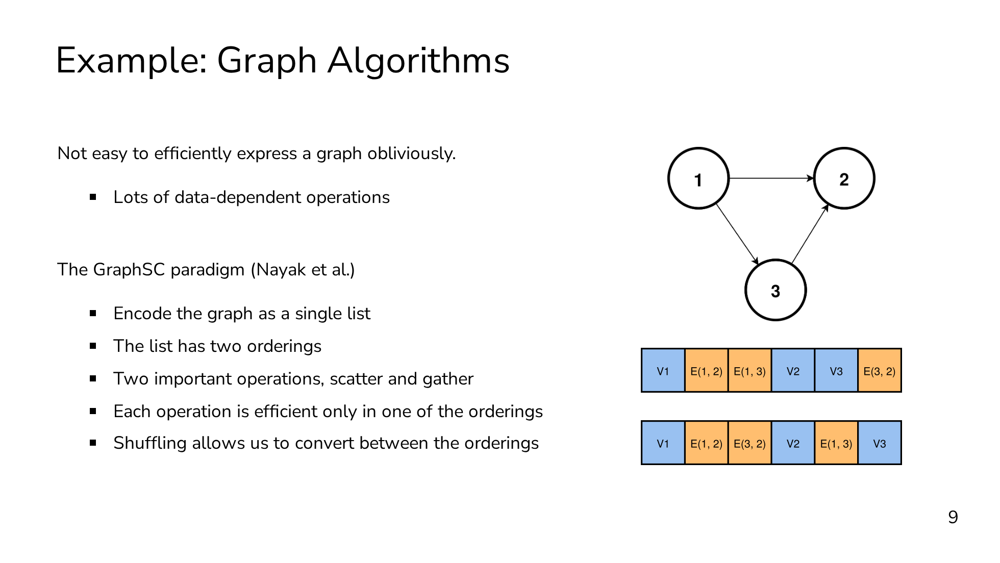 Example: Graph Algorithms
Not easy to efficiently express a graph obliviously.
Lots of data-dependent operations
The GraphSC paradigm (Nayak et al.)
Encode the graph as a single list
The list has two orderings
Two important operations, scatter and gather
Each operation is efficient only in one of the orderings
Shuffling allows us to convert between the orderings
1 2
3
V1 E(1, 2) E(1, 3) V2 V3 E(3, 2)
V1 E(1, 2) E(3, 2) V2 E(1, 3) V3
9